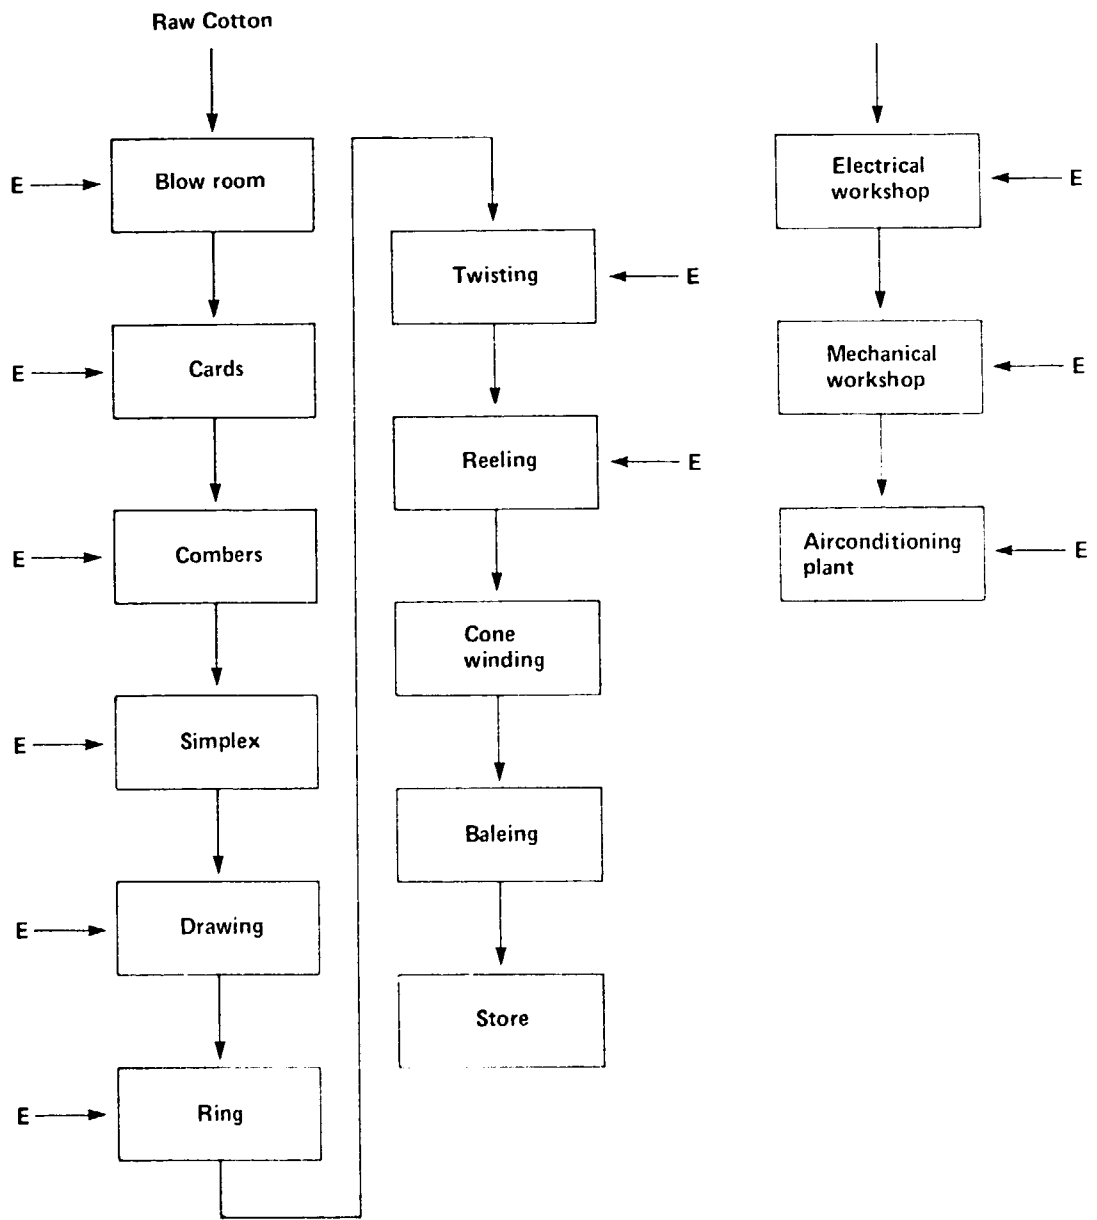 Raw Cotton
E
Blow room
E
Cards
E
Combers
E
Simplex
E
Drawing
E
Ring
Twisting
E
Reeling
E
Cone
winding
Baleing
Store
Electrical
workshop
E
Mechanical
workshop
E
Airconditioning
plant
E